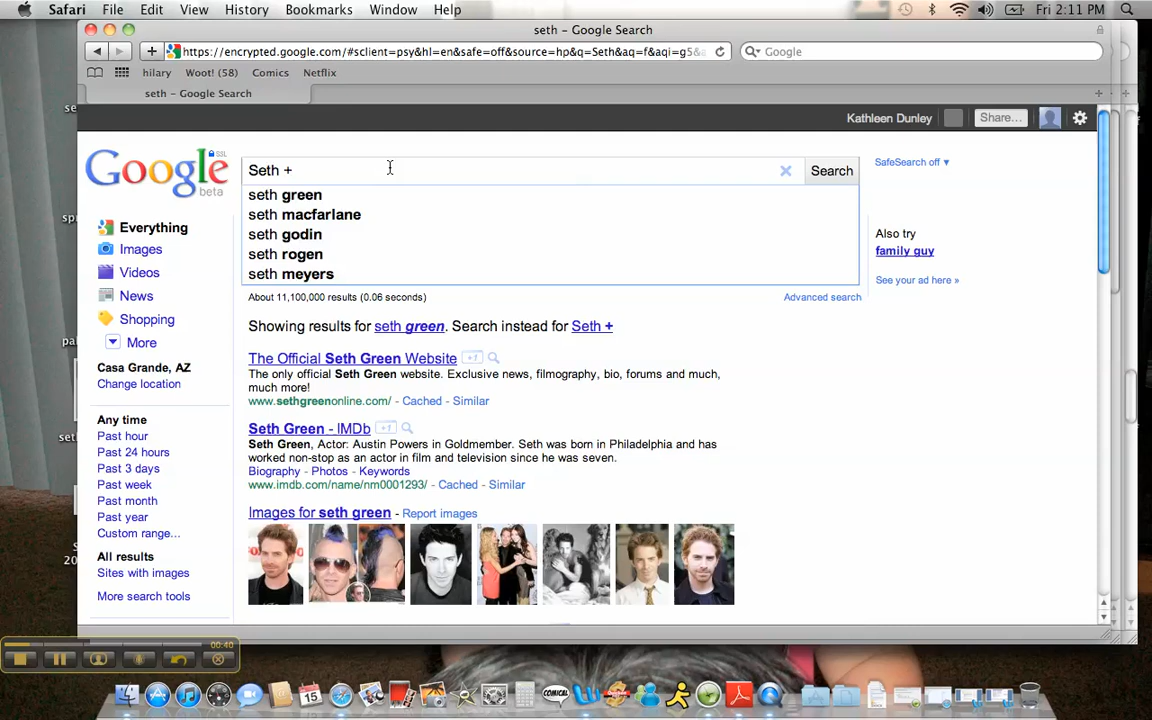 Safari File Edit View History Bookmarks Window Help Fri 2:11 PM
seth – Google Search
https://encrypted.google.com/#sclient=psy&hl=en&safe=off&source=hp&q=Seth&aq=f&aqi=g5& Google
hilary Woot! (58) Comics Netflix
seth – Google Search
Kathleen Dunley Share...
Google SSL beta
Seth + Search
SafeSearch off ▼
seth green
seth macfarlane
seth godin
seth rogen
seth meyers
Also try
family guy
See your ad here »
Everything
Images
Videos
News
Shopping
More
Casa Grande, AZ
Change location
Any time
Past hour
Past 24 hours
Past 3 days
Past week
Past month
Past year
Custom range...
All results
Sites with images
More search tools
About 11,100,000 results (0.06 seconds) Advanced search
Showing results for seth green. Search instead for Seth +
The Official Seth Green Website +1
The only official Seth Green website. Exclusive news, filmography, bio, forums and much,
much more!
www.sethgreenonline.com/ - Cached - Similar
Seth Green - IMDb +1
Seth Green, Actor: Austin Powers in Goldmember. Seth was born in Philadelphia and has
worked non-stop as an actor in film and television since he was seven.
Biography - Photos - Keywords
www.imdb.com/name/nm0001293/ - Cached - Similar
Images for seth green - Report images
00:40
15
COMICAL